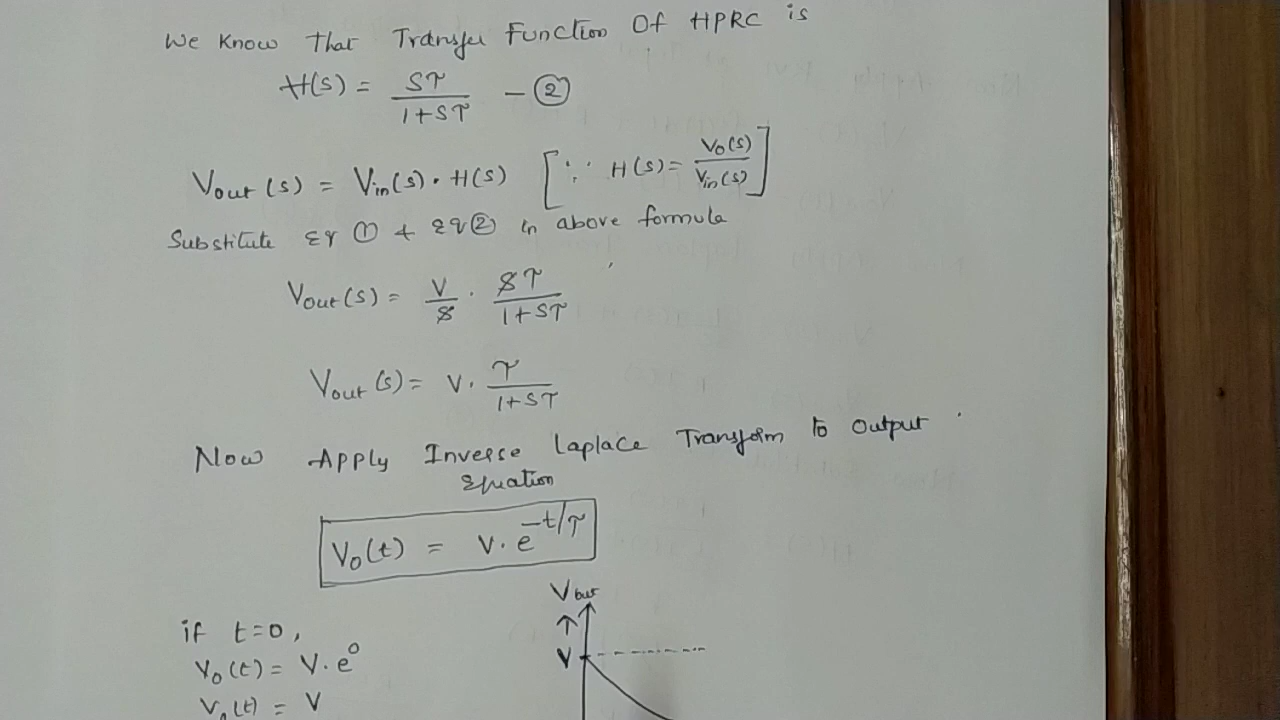 We Know That Transfer Function Of HPRC is
H(s) = Sτ / 1+Sτ — ②
Vout (s) = Vin(s) · H(s) [∵ H(s) = Vo(s) / Vin(s)]
Substitute Eq ① & Eq ② in above formula
Vout(s) = V/S · Sτ / 1+Sτ
Vout(s) = V · τ / 1+Sτ
Now Apply Inverse Laplace Transform to output
Equation
Vo(t) = V. e^-t/τ
if t=0,
Vo(t) = V. e^0
Vo(t) = V
Vout
↑
V